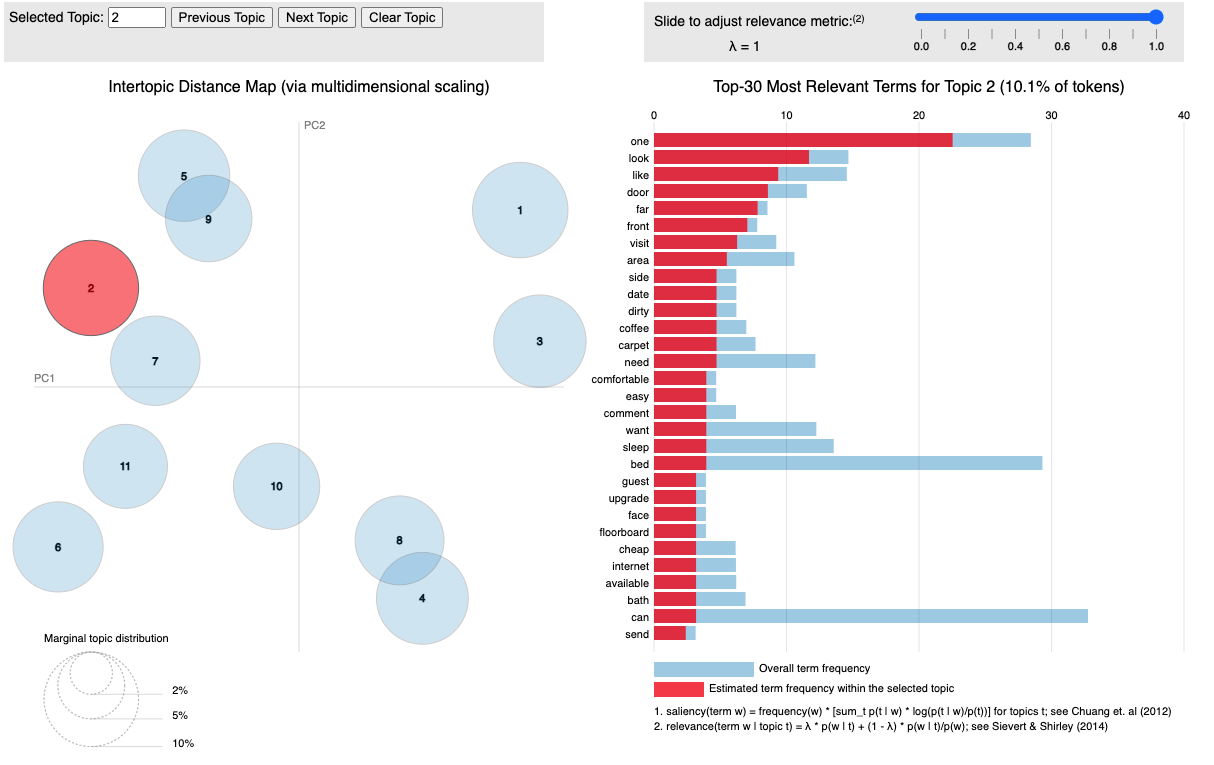 Selected Topic: 2 Previous Topic Next Topic Clear Topic
Slide to adjust relevance metric:(2)
λ = 1
0.0 0.2 0.4 0.6 0.8 1.0
Intertopic Distance Map (via multidimensional scaling)
PC2
PC1
5
9
1
2
3
7
11
10
6
8
4
Marginal topic distribution
2%
5%
10%
Top-30 Most Relevant Terms for Topic 2 (10.1% of tokens)
0 10 20 30 40
one
look
like
door
far
front
visit
area
side
date
dirty
coffee
carpet
need
comfortable
easy
comment
want
sleep
bed
guest
upgrade
face
floorboard
cheap
internet
available
bath
can
send
Overall term frequency
Estimated term frequency within the selected topic
1. saliency(term w) = frequency(w) * [sum_t p(t | w) * log(p(t | w)/p(t))] for topics t; see Chuang et. al (2012)
2. relevance(term w | topic t) = λ * p(w | t) + (1 - λ) * p(w | t)/p(w); see Sievert & Shirley (2014)